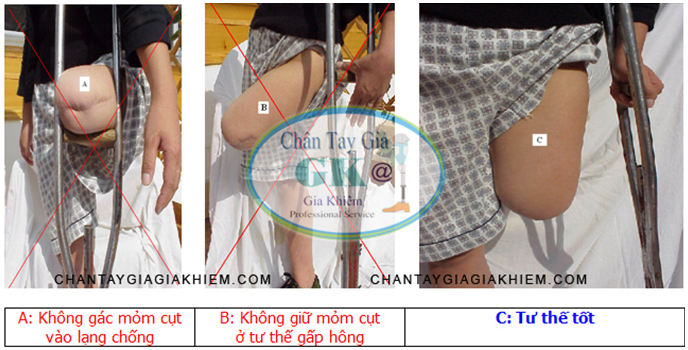 A
B
C
Chân Tay Giả
GK@
Gia Khiêm
Professional Service
CHANTAYGIAGIAKHIEM.COM
CHANTAYGIAGIAKHIEM.COM
A: Không gác mỏm cụt
vào lạng chống
B: Không giữ mỏm cụt
ở tư thế gấp hông
C: Tư thế tốt